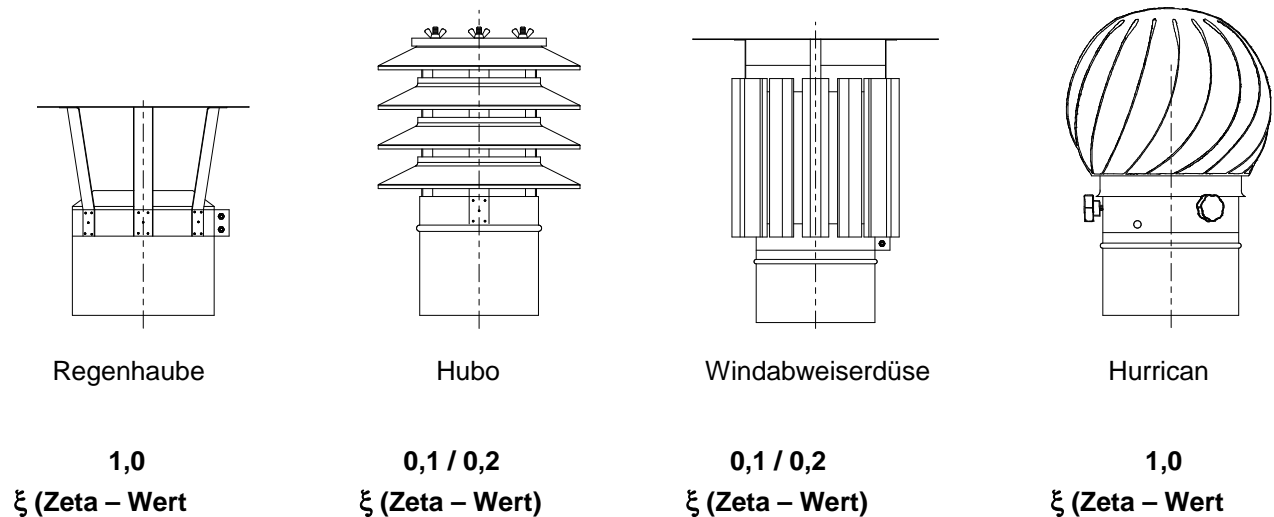 Regenhaube Hubo Windabweiserdüse Hurrican
1,0 0,1 / 0,2 0,1 / 0,2 1,0
ξ (Zeta – Wert ξ (Zeta – Wert) ξ (Zeta – Wert) ξ (Zeta – Wert